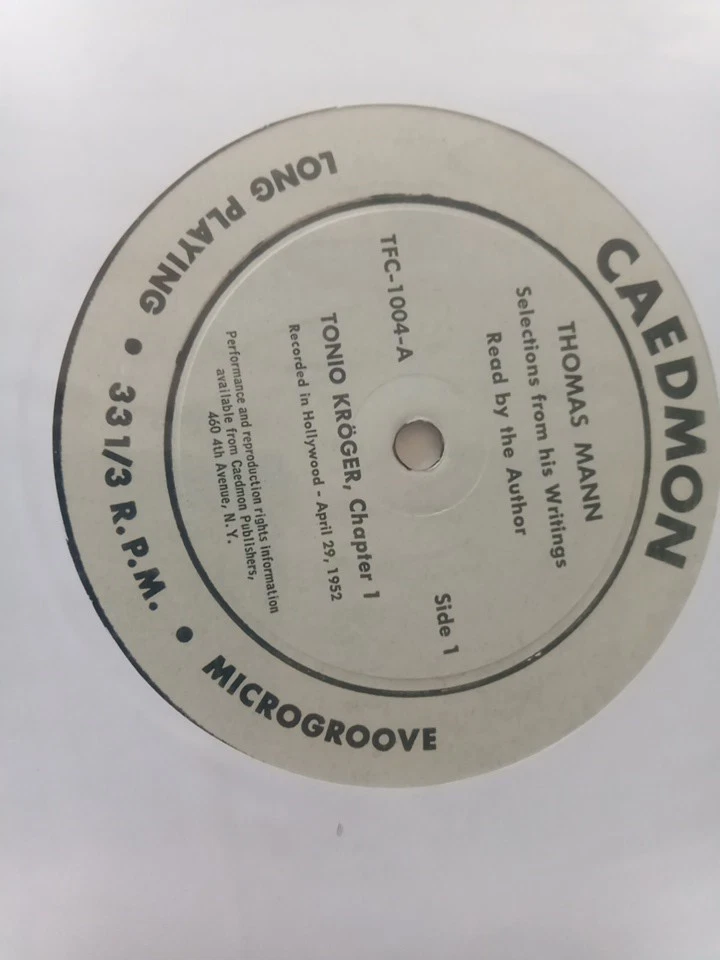 CAEDMON
THOMAS MANN
Selections from his Writings
Read by the Author
TFC-1004-A
Side 1
TONIO KRÖGER, Chapter 1
Recorded in Hollywood - April 29, 1952
Performance and reproduction rights information
available from Caedmon Publishers,
460 4th Avenue, N.Y.
LONG PLAYING • 33 1/3 R.P.M. • MICROGROOVE